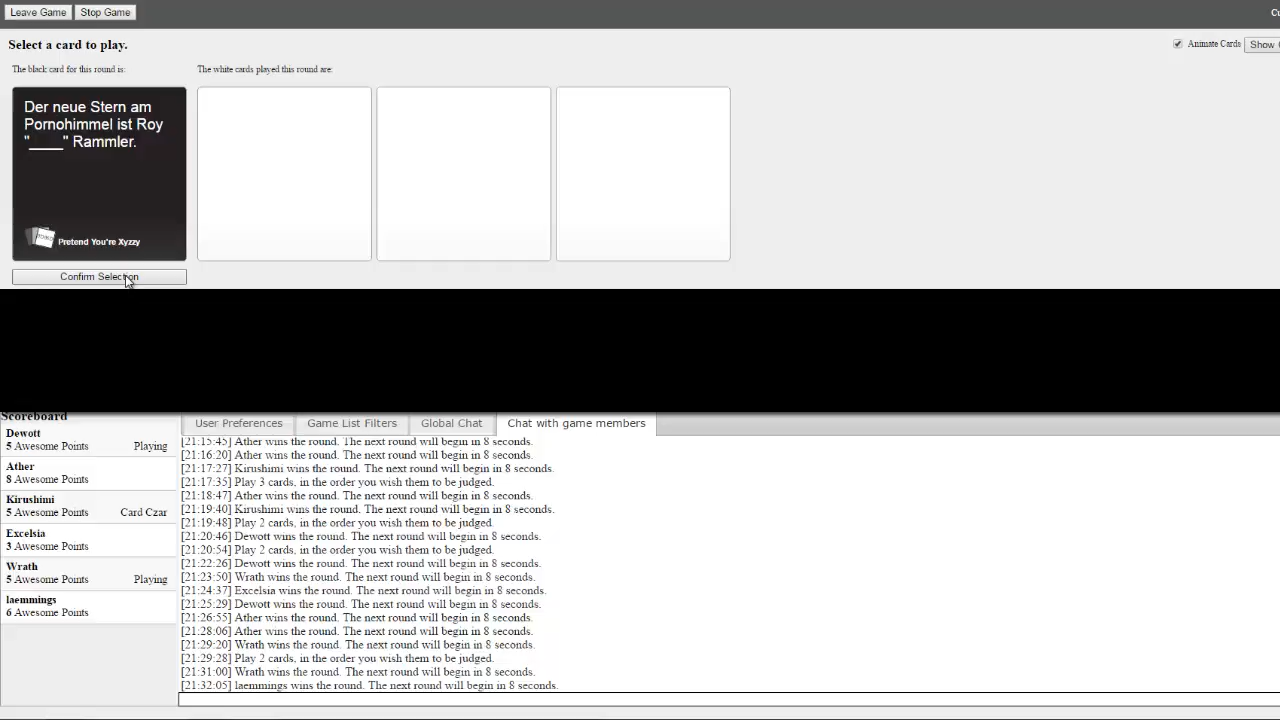 Leave Game Stop Game
Select a card to play.
Animate Cards Show
The black card for this round is:
The white cards played this round are:
Der neue Stern am
Pornohimmel ist Roy
"____" Rammler.
Pretend You're Xyzzy
Confirm Selection
Scoreboard
User Preferences Game List Filters Global Chat Chat with game members
Dewott
5 Awesome Points Playing
Ather
8 Awesome Points
Kirushimi
5 Awesome Points Card Czar
Excelsia
3 Awesome Points
Wrath
5 Awesome Points Playing
laemmings
6 Awesome Points
[21:15:45] Ather wins the round. The next round will begin in 8 seconds.
[21:16:20] Ather wins the round. The next round will begin in 8 seconds.
[21:17:27] Kirushimi wins the round. The next round will begin in 8 seconds.
[21:17:35] Play 3 cards, in the order you wish them to be judged.
[21:18:47] Ather wins the round. The next round will begin in 8 seconds.
[21:19:40] Kirushimi wins the round. The next round will begin in 8 seconds.
[21:19:48] Play 2 cards, in the order you wish them to be judged.
[21:20:46] Dewott wins the round. The next round will begin in 8 seconds.
[21:20:54] Play 2 cards, in the order you wish them to be judged.
[21:22:26] Dewott wins the round. The next round will begin in 8 seconds.
[21:23:50] Wrath wins the round. The next round will begin in 8 seconds.
[21:24:37] Excelsia wins the round. The next round will begin in 8 seconds.
[21:25:29] Dewott wins the round. The next round will begin in 8 seconds.
[21:26:55] Ather wins the round. The next round will begin in 8 seconds.
[21:28:06] Ather wins the round. The next round will begin in 8 seconds.
[21:29:20] Wrath wins the round. The next round will begin in 8 seconds.
[21:29:28] Play 2 cards, in the order you wish them to be judged.
[21:31:00] Wrath wins the round. The next round will begin in 8 seconds.
[21:32:05] laemmings wins the round. The next round will begin in 8 seconds.